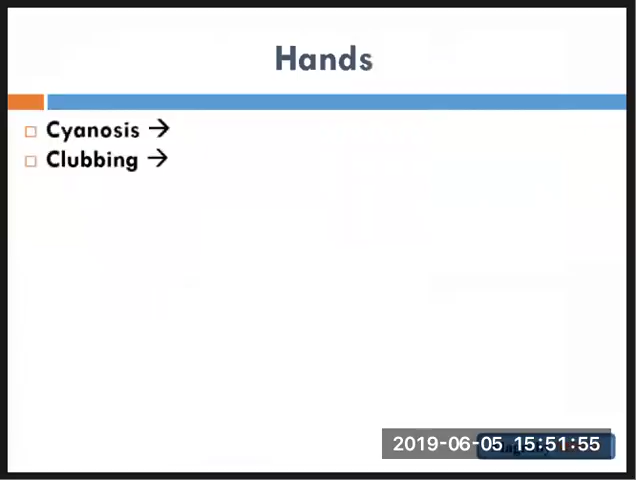 Hands
□ Cyanosis →
□ Clubbing →
2019-06-05 15:51:55